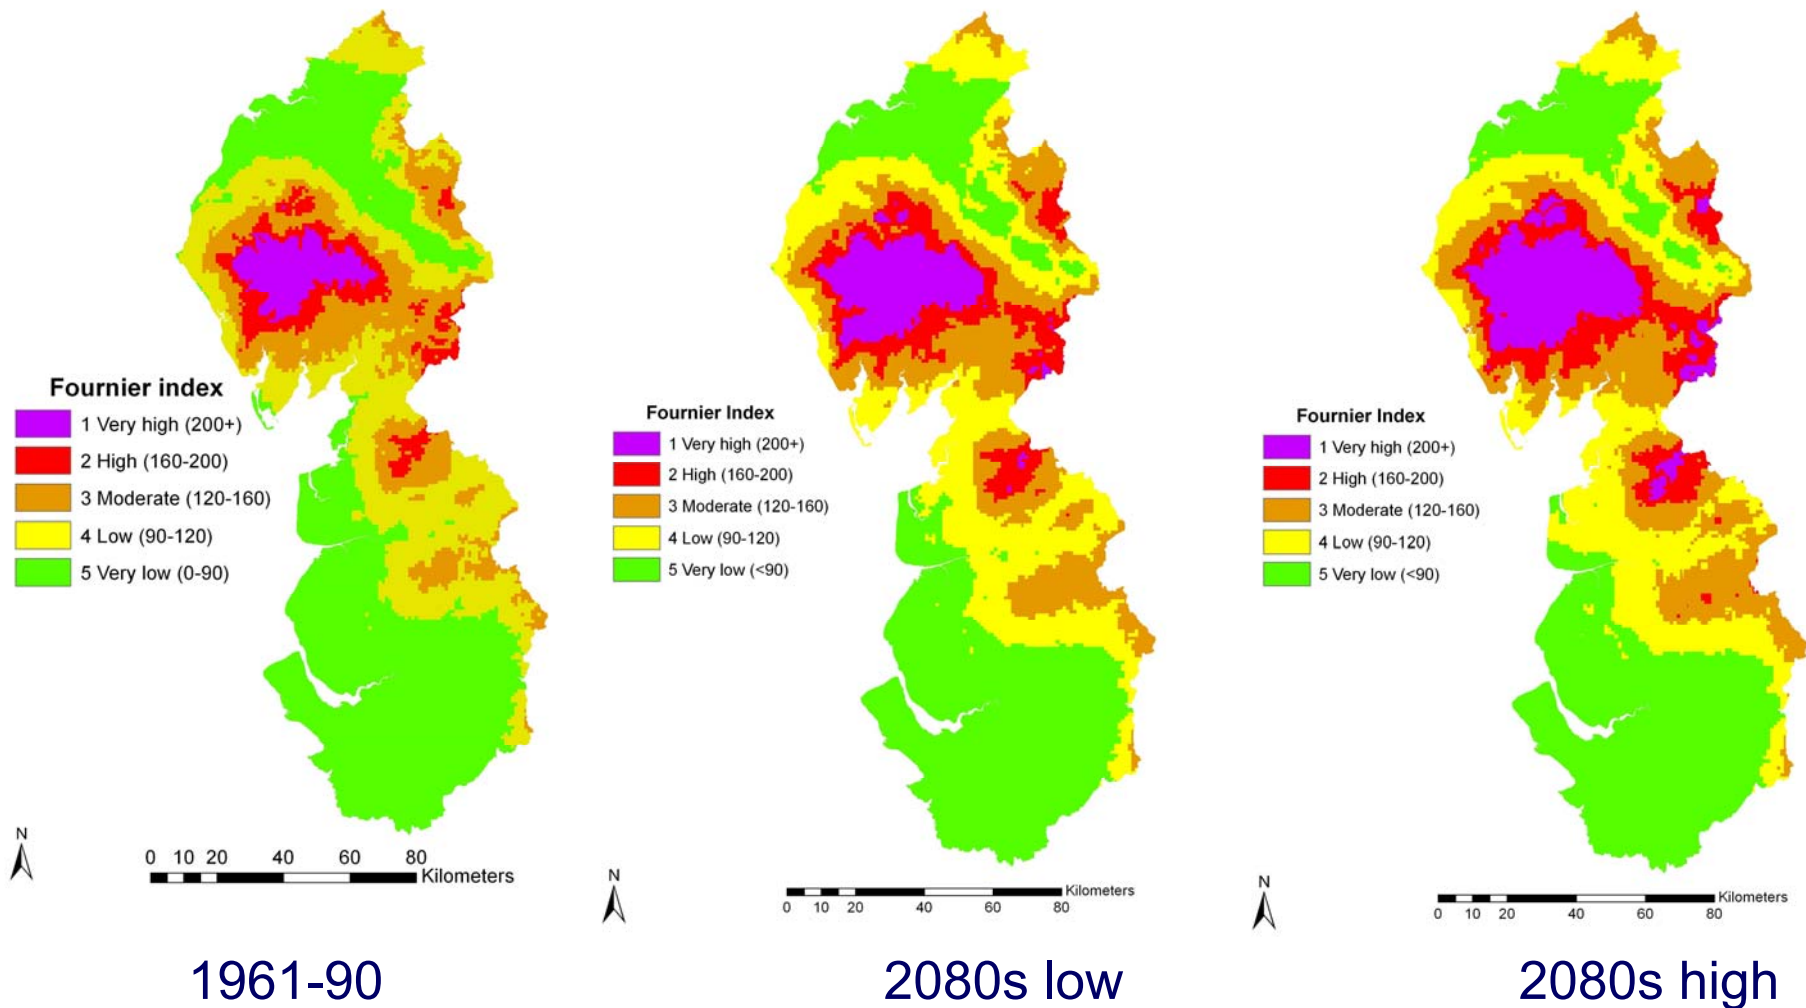 Fournier index
1 Very high (200+)
2 High (160-200)
3 Moderate (120-160)
4 Low (90-120)
5 Very low (0-90)
N
0 10 20 40 60 80
Kilometers
1961-90
Fournier Index
1 Very high (200+)
2 High (160-200)
3 Moderate (120-160)
4 Low (90-120)
5 Very low (<90)
N
Kilometers
0 10 20 40 60 80
2080s low
Fournier Index
1 Very high (200+)
2 High (160-200)
3 Moderate (120-160)
4 Low (90-120)
5 Very low (<90)
N
Kilometers
0 10 20 40 60 80
2080s high